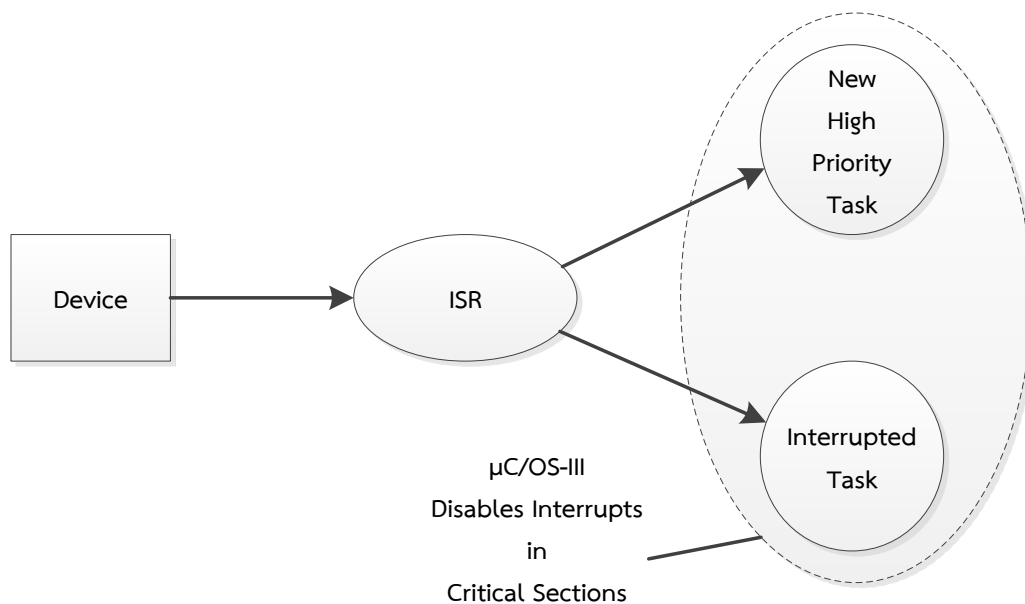 New
High
Priority
Task
Device
ISR
Interrupted
Task
µC/OS-III
Disables Interrupts
in
Critical Sections